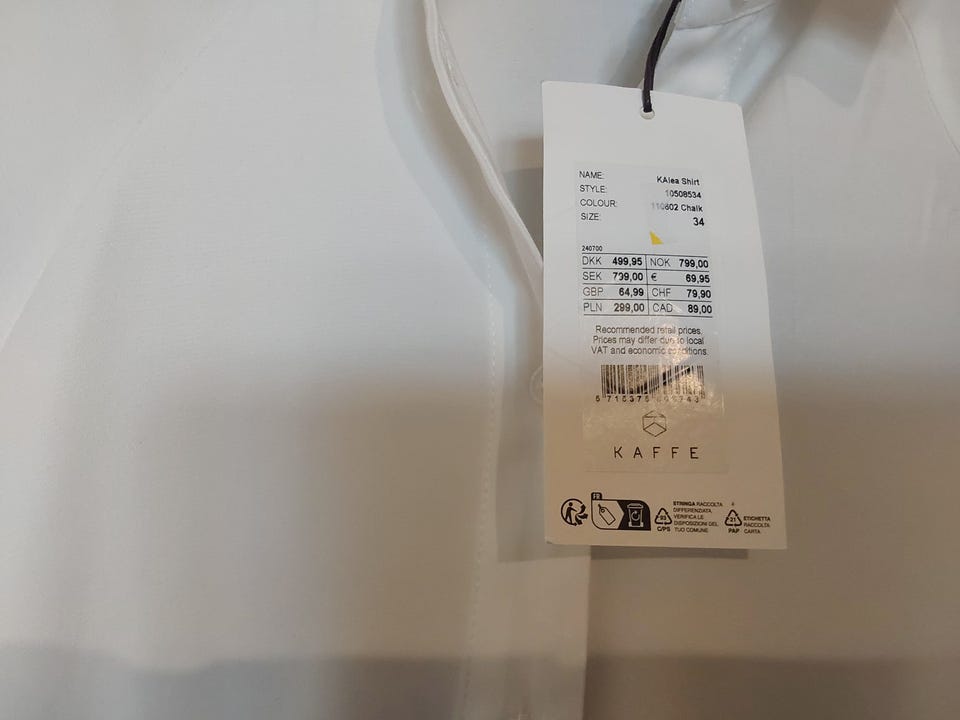 NAME: KAlea Shirt
STYLE: 10508534
COLOUR: 110602 Chalk
SIZE: 34
240700
DKK 499,95 NOK 799,00
SEK 739,00 € 69,95
GBP 64,99 CHF 79,90
PLN 299,00 CAD 89,00
Recommended retail prices.
Prices may differ due to local
VAT and economic conditions.
KAFFE
FR
STRINGA RACCOLTA
DIFFERENZIATA.
VERIFICA LE
DISPOSIZIONI DEL
TUO COMUNE
C/PS
21
PAP
ETICHETTA
RACCOLTA
CARTA